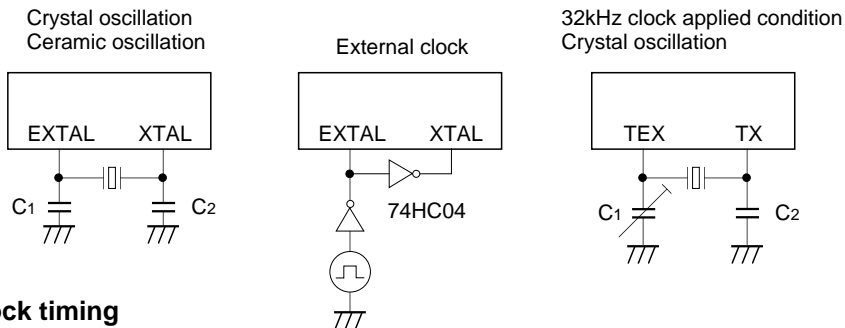 Crystal oscillation
Ceramic oscillation
EXTAL XTAL
C1 C2
External clock
EXTAL XTAL
74HC04
32kHz clock applied condition
Crystal oscillation
TEX TX
C1 C2
timing